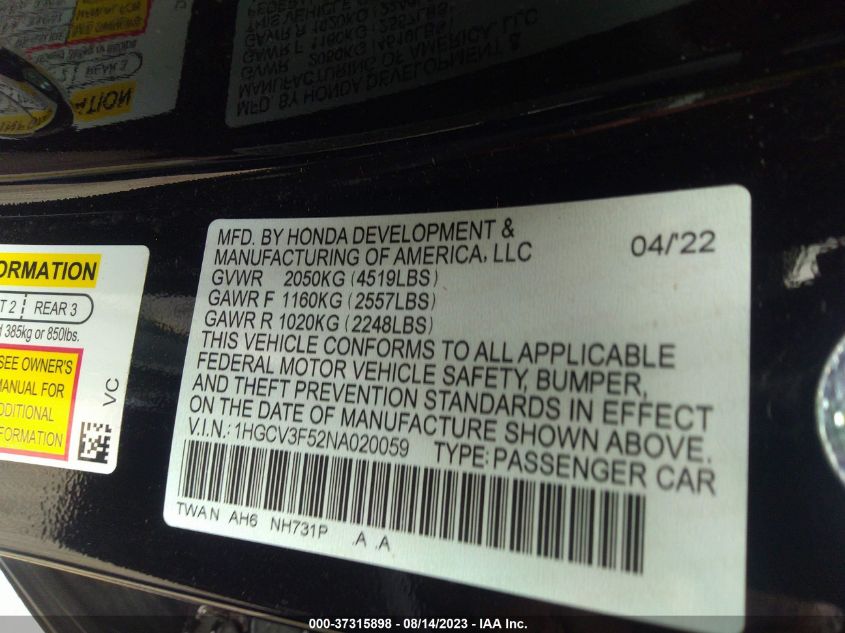 MFD. BY HONDA DEVELOPMENT &
MANUFACTURING OF AMERICA, LLC
04/'22
GVWR 2050KG (4519LBS)
GAWR F 1160KG (2557LBS)
GAWR R 1020KG (2248LBS)
THIS VEHICLE CONFORMS TO ALL APPLICABLE
FEDERAL MOTOR VEHICLE SAFETY, BUMPER,
AND THEFT PREVENTION STANDARDS IN EFFECT
ON THE DATE OF MANUFACTURE SHOWN ABOVE.
V.I.N.: 1HGCV3F52NA020059 TYPE: PASSENGER CAR
TWA N AH6 NH731P .A .A
ORMATION
T 2 REAR 3
385kg or 850lbs.
SEE OWNER'S
MANUAL FOR
ADDITIONAL
FORMATION
VC
000-37315898 - 08/14/2023 - IAA Inc.